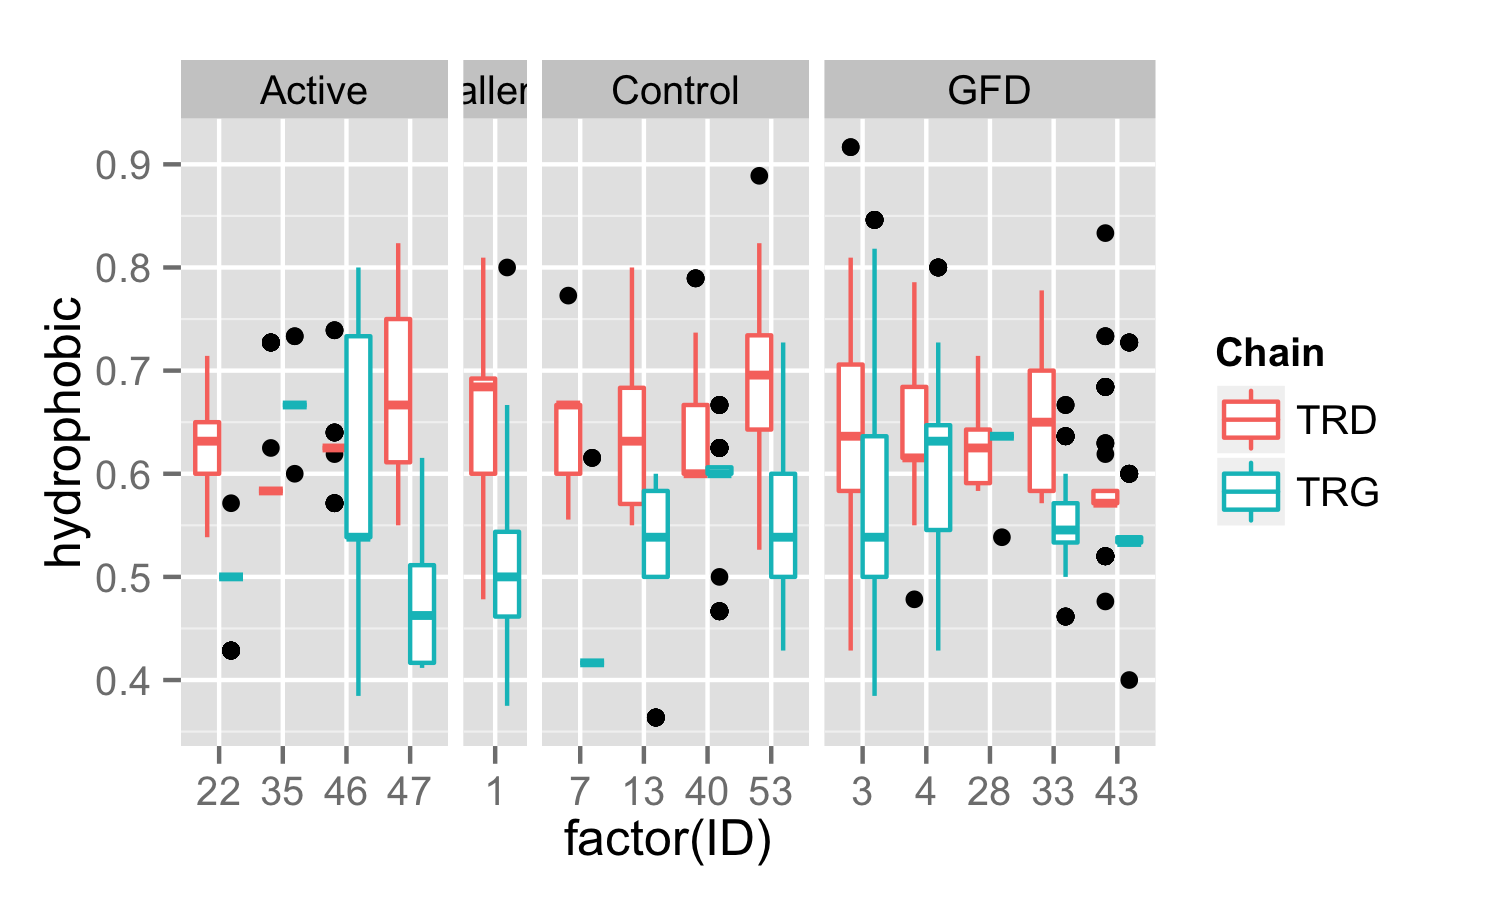 Active aller Control GFD
0.9
0.8
0.7
0.6
0.5
0.4
hydrophobic
22 35 46 47 1 7 13 40 53 3 4 28 33 43
factor(ID)
Chain
TRD
TRG